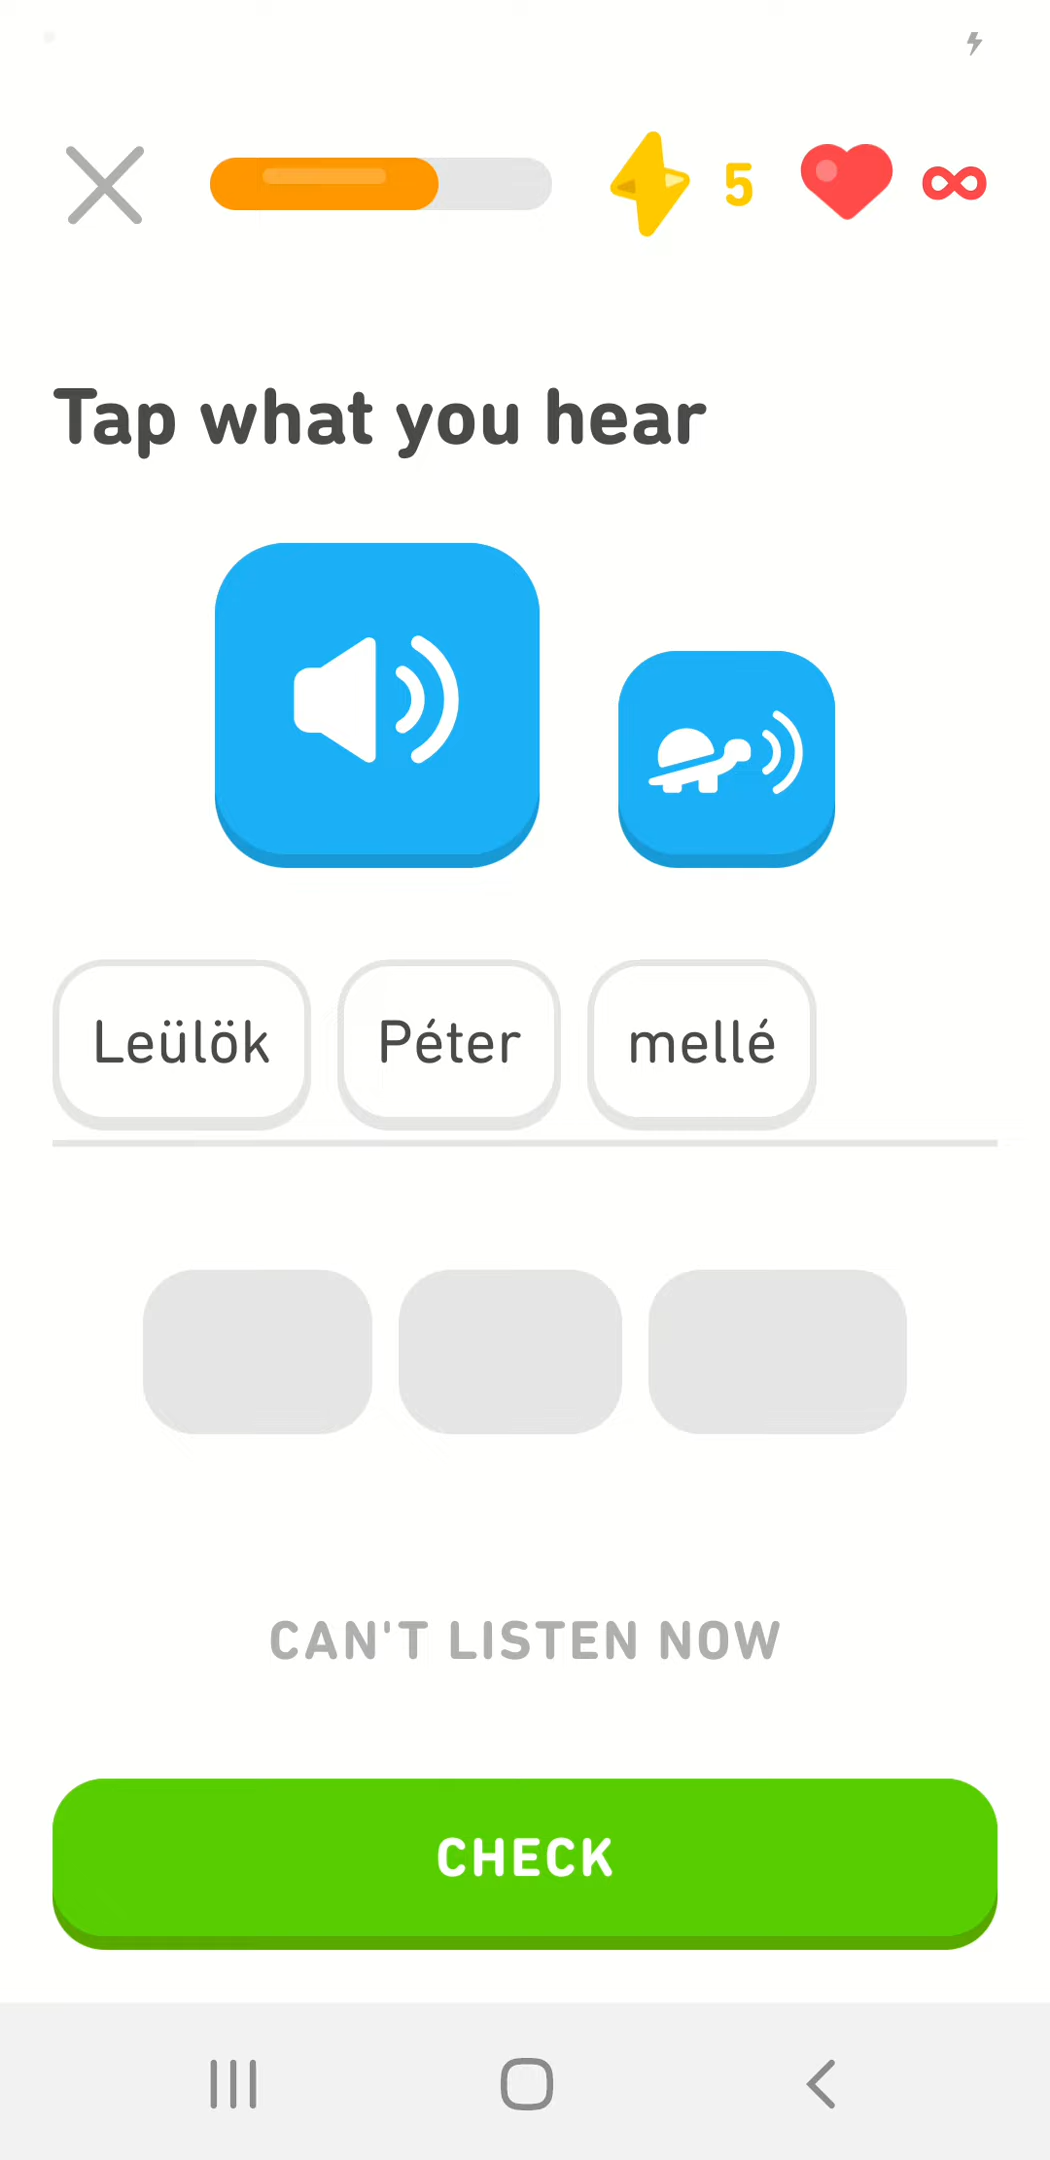 5 ∞
Tap what you hear
Leülök Péter mellé
CAN'T LISTEN NOW
CHECK